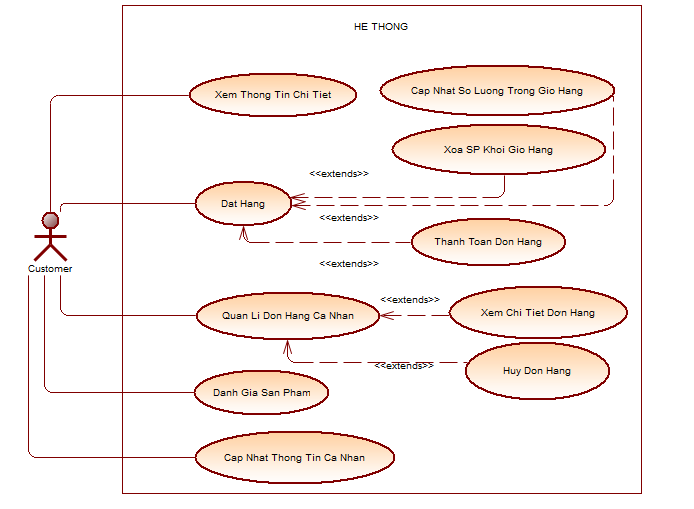 HE THONG
Xem Thong Tin Chi Tiet
Cap Nhat So Luong Trong Gio Hang
Xoa SP Khoi Gio Hang
<<extends>>
Dat Hang
<<extends>>
Thanh Toan Don Hang
<<extends>>
Customer
Quan Li Don Hang Ca Nhan
<<extends>>
Xem Chi Tiet Don Hang
<<extends>>
Huy Don Hang
Danh Gia San Pham
Cap Nhat Thong Tin Ca Nhan